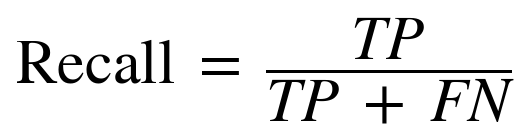 Recall = TP / TP + FN